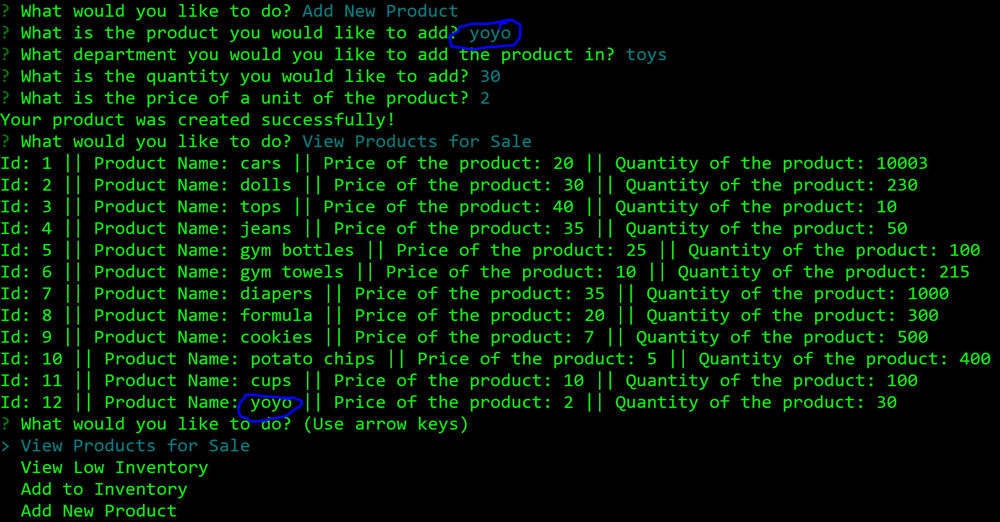 ? What would you like to do? Add New Product
? What is the product you would like to add? yoyo
? What department you would you like to add the product in? toys
? What is the quantity you would like to add? 30
? What is the price of a unit of the product? 2
Your product was created successfully!
? What would you like to do? View Products for Sale
Id: 1 || Product Name: cars || Price of the product: 20 || Quantity of the product: 10003
Id: 2 || Product Name: dolls || Price of the product: 30 || Quantity of the product: 230
Id: 3 || Product Name: tops || Price of the product: 40 || Quantity of the product: 10
Id: 4 || Product Name: jeans || Price of the product: 35 || Quantity of the product: 50
Id: 5 || Product Name: gym bottles || Price of the product: 25 || Quantity of the product: 100
Id: 6 || Product Name: gym towels || Price of the product: 10 || Quantity of the product: 215
Id: 7 || Product Name: diapers || Price of the product: 35 || Quantity of the product: 1000
Id: 8 || Product Name: formula || Price of the product: 20 || Quantity of the product: 300
Id: 9 || Product Name: cookies || Price of the product: 7 || Quantity of the product: 500
Id: 10 || Product Name: potato chips || Price of the product: 5 || Quantity of the product: 400
Id: 11 || Product Name: cups || Price of the product: 10 || Quantity of the product: 100
Id: 12 || Product Name: yoyo || Price of the product: 2 || Quantity of the product: 30
? What would you like to do? (Use arrow keys)
> View Products for Sale
View Low Inventory
Add to Inventory
Add New Product